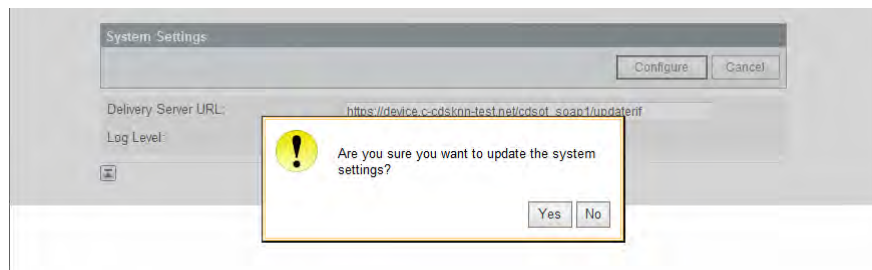 System Settings
Configure Cancel
Delivery Server URL: https://device.c-cdsknn-test.net/cdsot_soap1/updaterif
Log Level:
Are you sure you want to update the system
settings?
Yes No